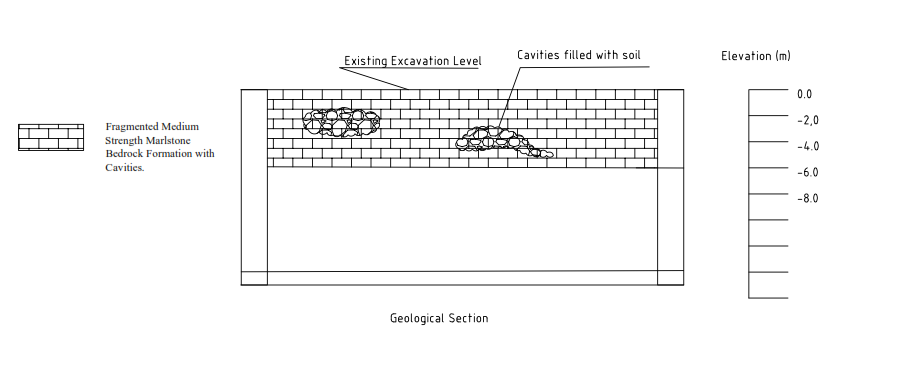 Existing Excavation Level
Cavities filled with soil
Elevation (m)
0.0
-2,0
-4.0
-6.0
-8.0
Fragmented Medium
Strength Marlstone
Bedrock Formation with
Cavities.
Geological Section